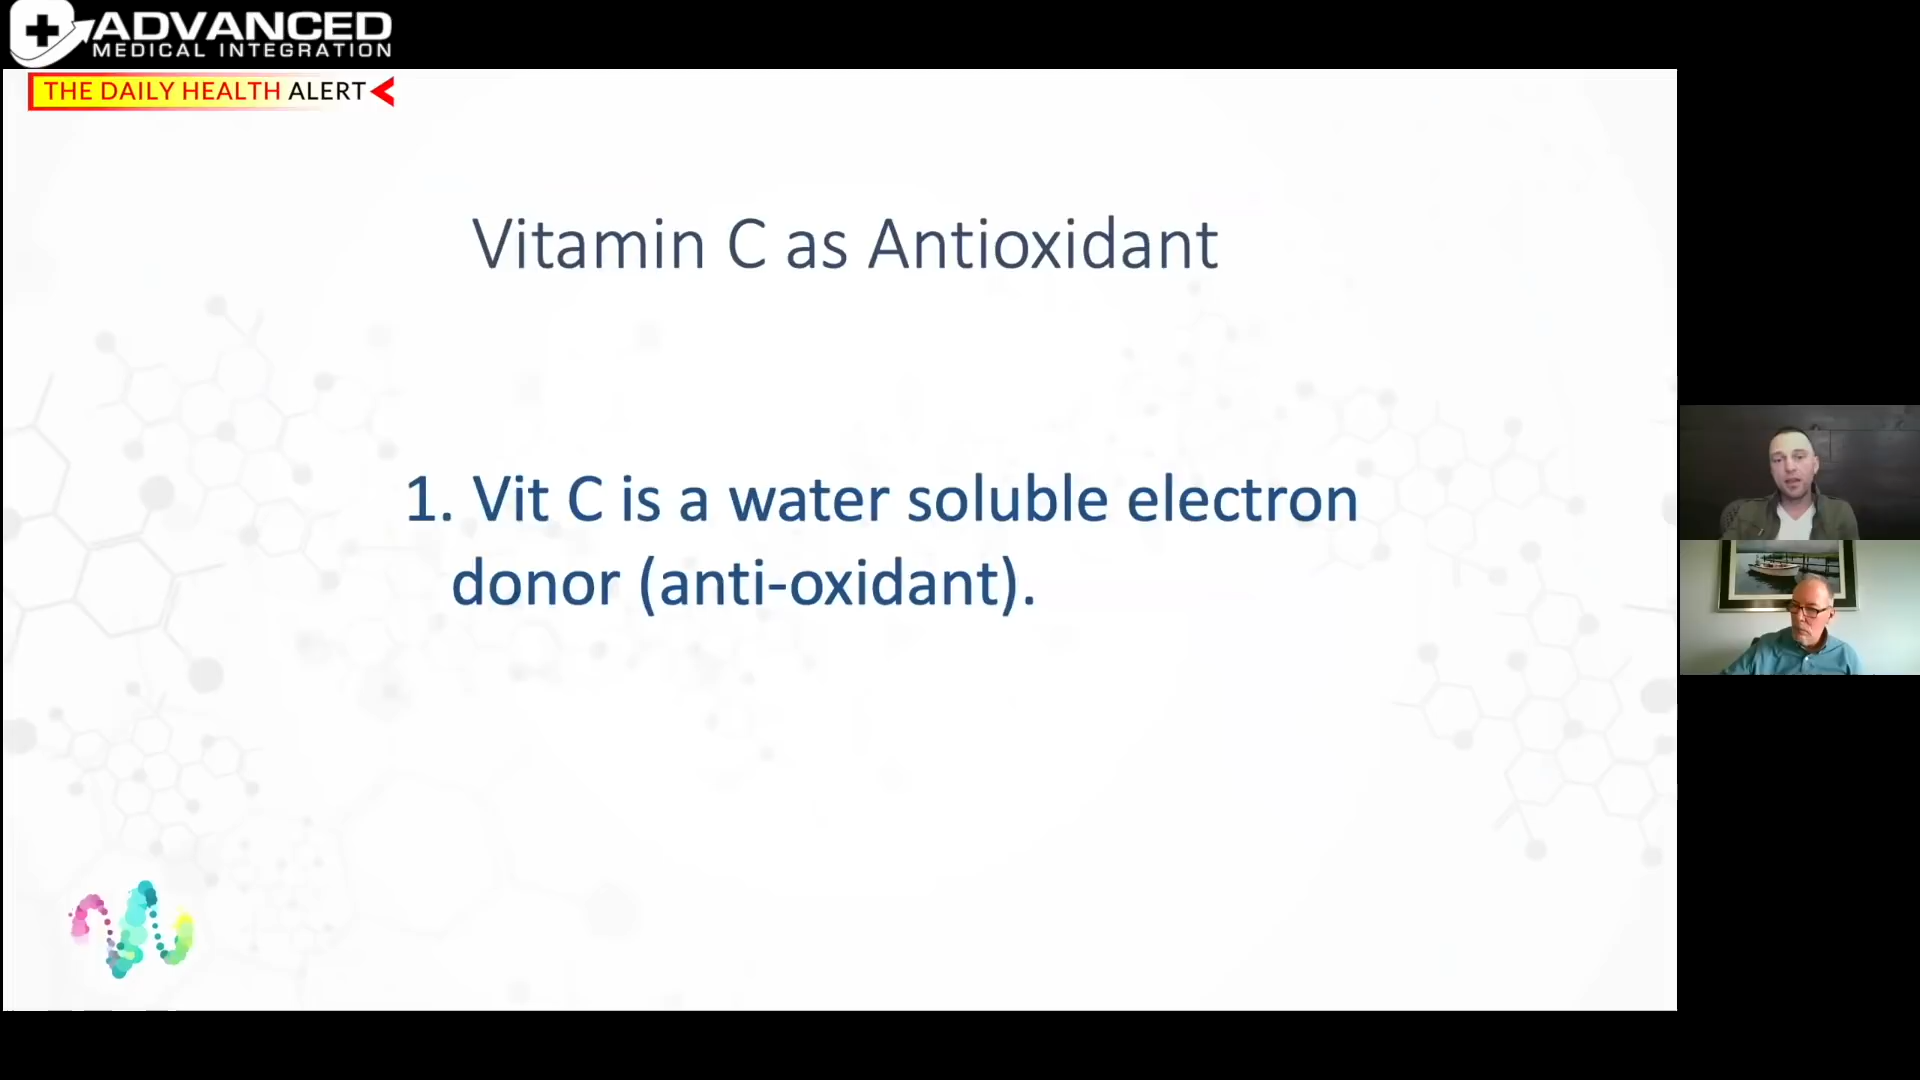 ADVANCED
MEDICAL INTEGRATION
THE DAILY HEALTH ALERT
Vitamin C as Antioxidant
1. Vit C is a water soluble electron
donor (anti-oxidant).